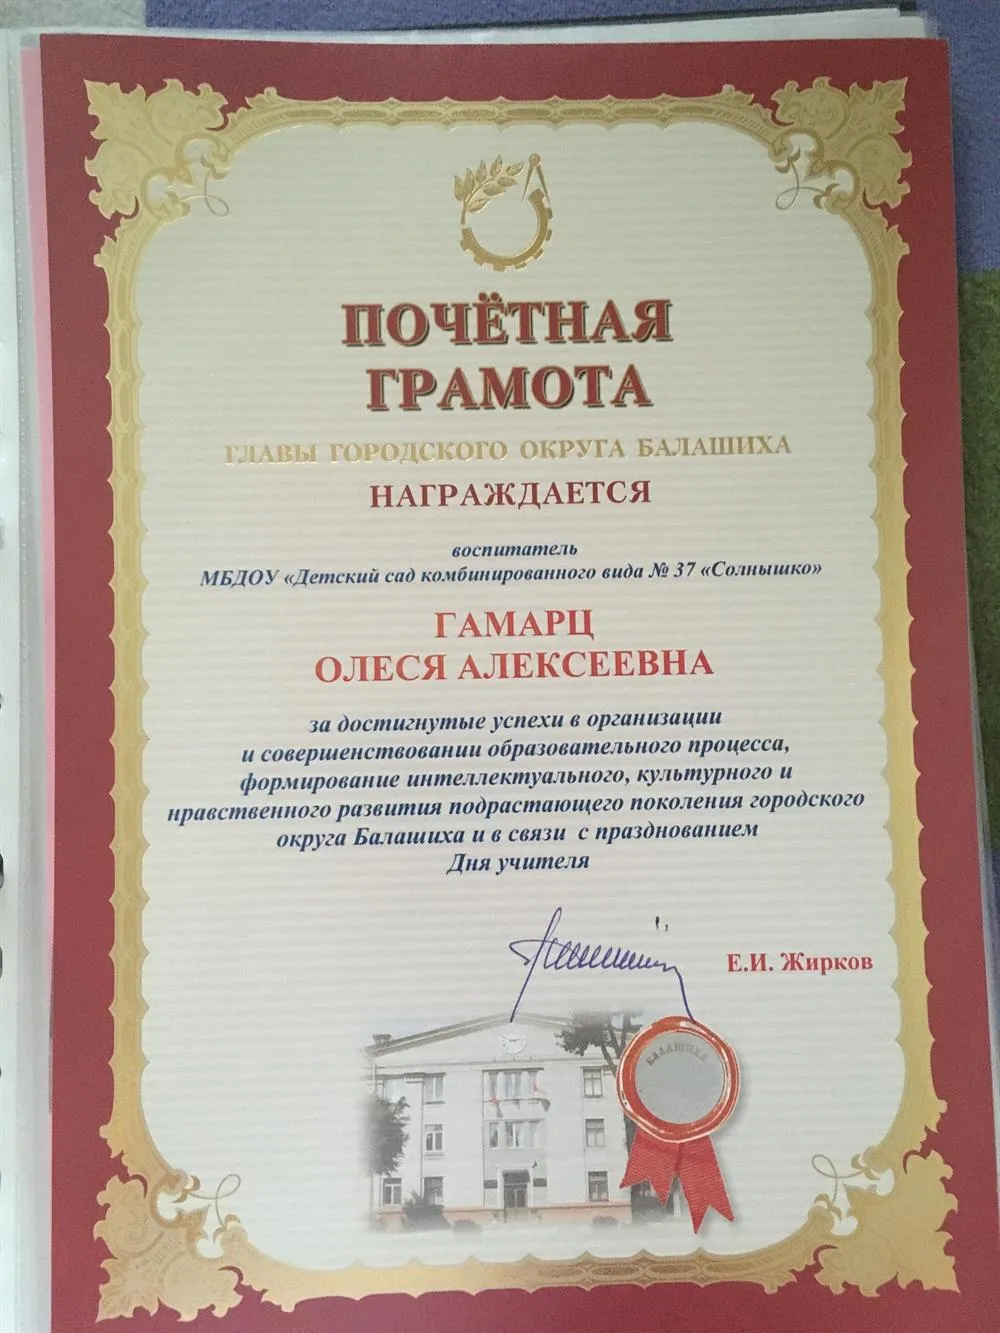 ПОЧЁТНАЯ
ГРАМОТА
ГЛАВЫ ГОРОДСКОГО ОКРУГА БАЛАШИХА
НАГРАЖДАЕТСЯ
воспитатель
МБДОУ «Детский сад комбинированного вида № 37 «Солнышко»
ГАМАРЦ
ОЛЕСЯ АЛЕКСЕЕВНА
за достигнутые успехи в организации
и совершенствовании образовательного процесса,
формирование интеллектуального, культурного и
нравственного развития подрастающего поколения городского
округа Балашиха и в связи с празднованием
Дня учителя
Е.И. Жирков
БАЛАШИХА